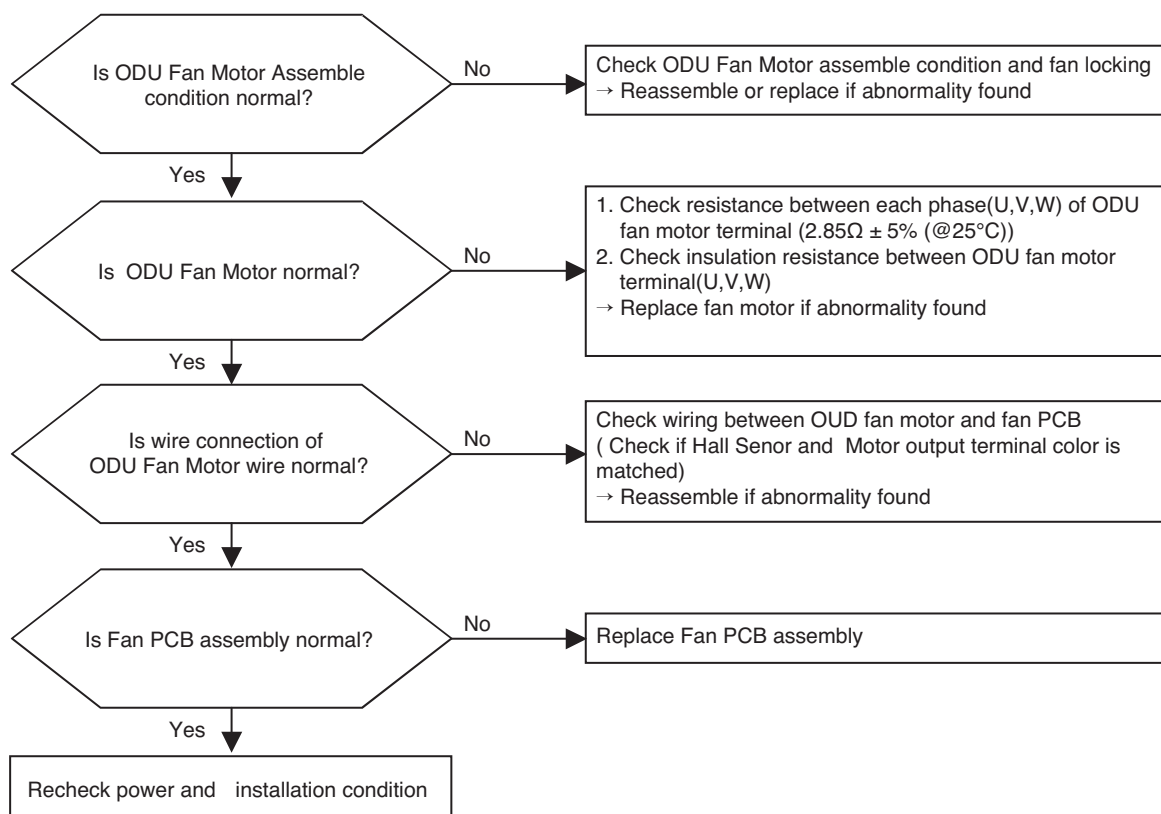 Is ODU Fan Motor Assemble
condition normal?
No
Check ODU Fan Motor assemble condition and fan locking
→ Reassemble or replace if abnormality found
Yes
Is ODU Fan Motor normal?
No
1. Check resistance between each phase(U,V,W) of ODU
fan motor terminal (2.85Ω ± 5% (@25°C))
2. Check insulation resistance between ODU fan motor
terminal(U,V,W)
→ Replace fan motor if abnormality found
Yes
Is wire connection of
ODU Fan Motor wire normal?
No
Check wiring between OUD fan motor and fan PCB
( Check if Hall Senor and Motor output terminal color is
matched)
→ Reassemble if abnormality found
Yes
Is Fan PCB assembly normal?
No
Replace Fan PCB assembly
Yes
Recheck power and installation condition